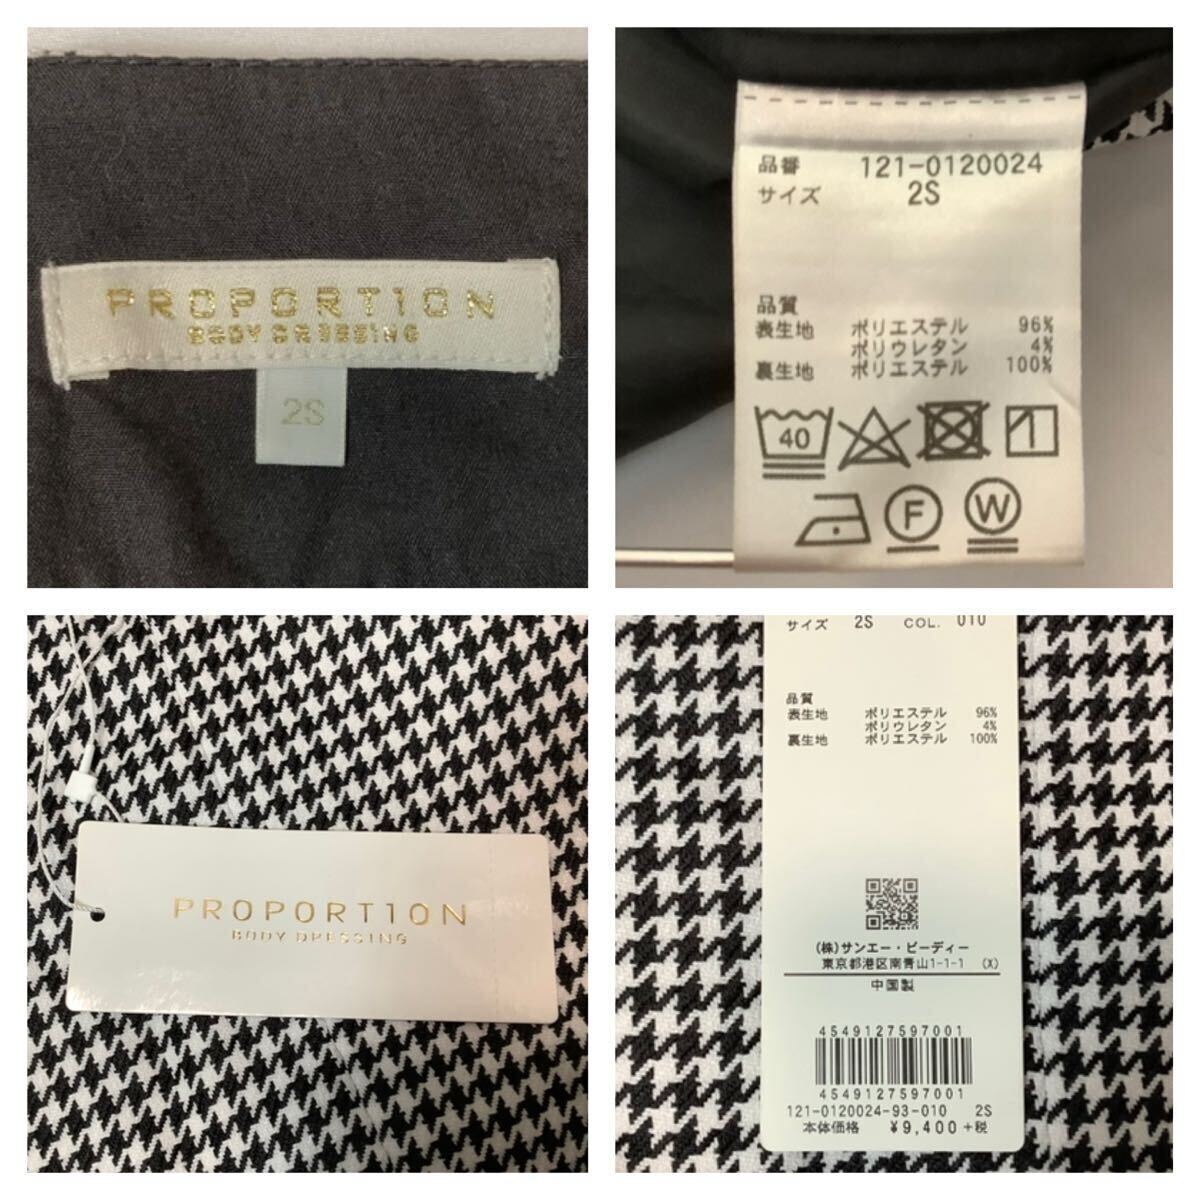 PROPORT1ON
BODY DRESSING
2S
品番 121-0120024
サイズ 2S
品質
表生地 ポリエステル 96%
ポリウレタン 4%
裏生地 ポリエステル 100%
40
F W
PROPORT1ON
BODY DRESSING
サイズ 2S COL. 010
品質
表生地 ポリエステル 96%
ポリウレタン 4%
裏生地 ポリエステル 100%
(株)サンエー・ビーディー
東京都港区南青山1-1-1 (X)
中国製
4549127597001
4549127597001
121-0120024-93-010 2S
本体価格 ¥9,400+税